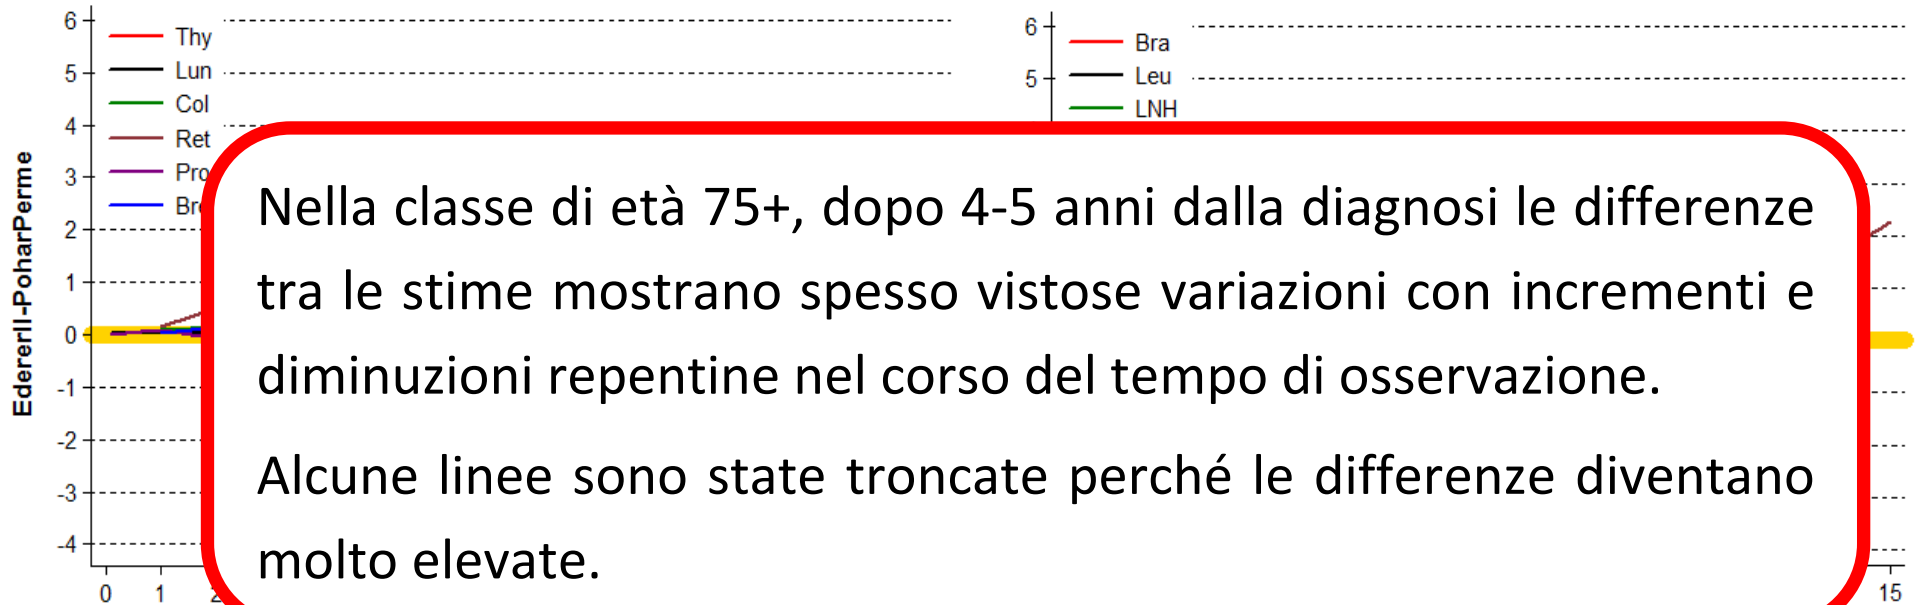 6
5
4
3
2
1
0
-1
-2
-3
-4
EdererII-PoharPerme
Thy
Lun
Col
Ret
Pro
0
1
6
5
Bra
Leu
LNH
15
Nella classe di età 75+, dopo 4-5 anni dalla diagnosi le differenze
tra le stime mostrano spesso vistose variazioni con incrementi e
diminuzioni repentine nel corso del tempo di osservazione.
Alcune linee sono state troncate perché le differenze diventano
molto elevate.